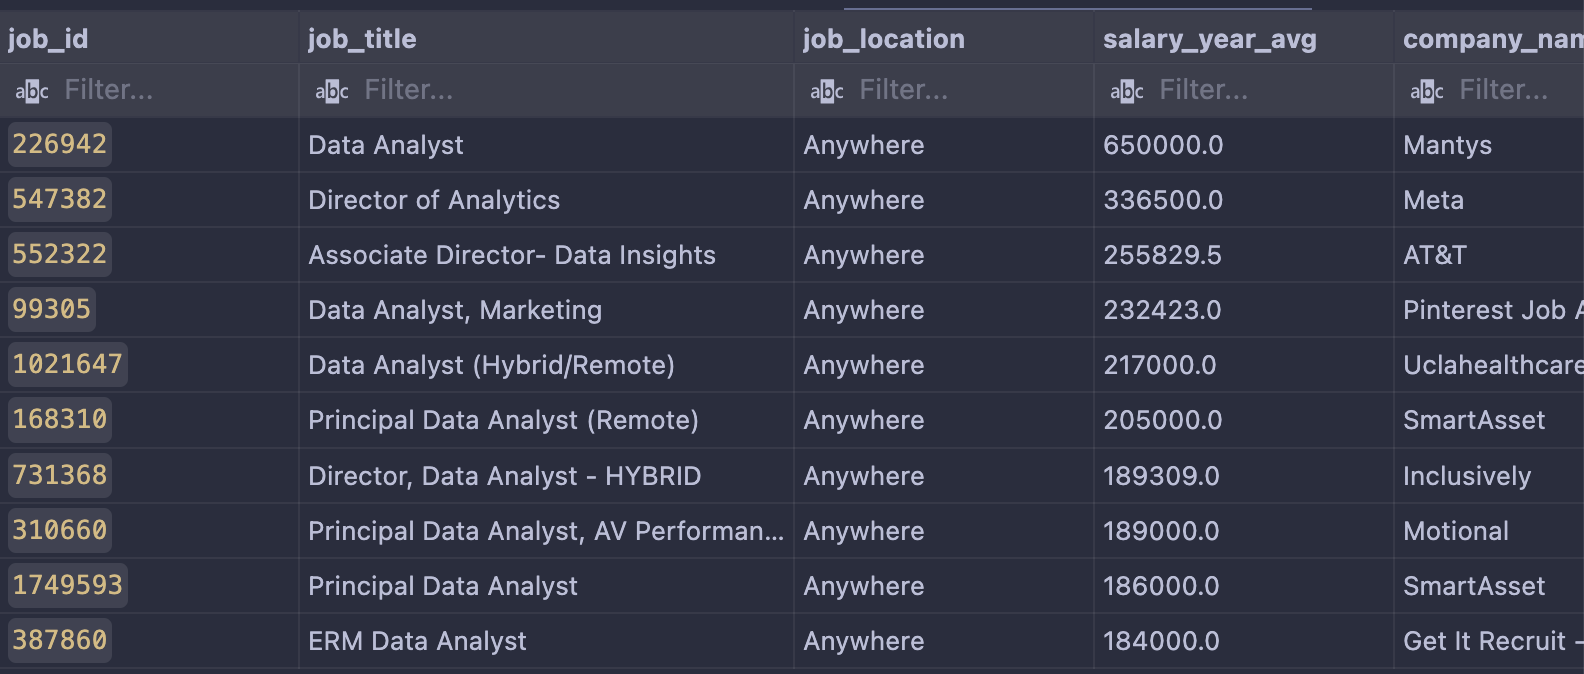 job_id job_title job_location salary_year_avg company_nam
abc Filter... abc Filter... abc Filter... abc Filter... abc Filter...
226942 Data Analyst Anywhere 650000.0 Mantys
547382 Director of Analytics Anywhere 336500.0 Meta
552322 Associate Director- Data Insights Anywhere 255829.5 AT&T
99305 Data Analyst, Marketing Anywhere 232423.0 Pinterest Job A
1021647 Data Analyst (Hybrid/Remote) Anywhere 217000.0 Uclahealthcare
168310 Principal Data Analyst (Remote) Anywhere 205000.0 SmartAsset
731368 Director, Data Analyst - HYBRID Anywhere 189309.0 Inclusively
310660 Principal Data Analyst, AV Performan... Anywhere 189000.0 Motional
1749593 Principal Data Analyst Anywhere 186000.0 SmartAsset
387860 ERM Data Analyst Anywhere 184000.0 Get It Recruit -